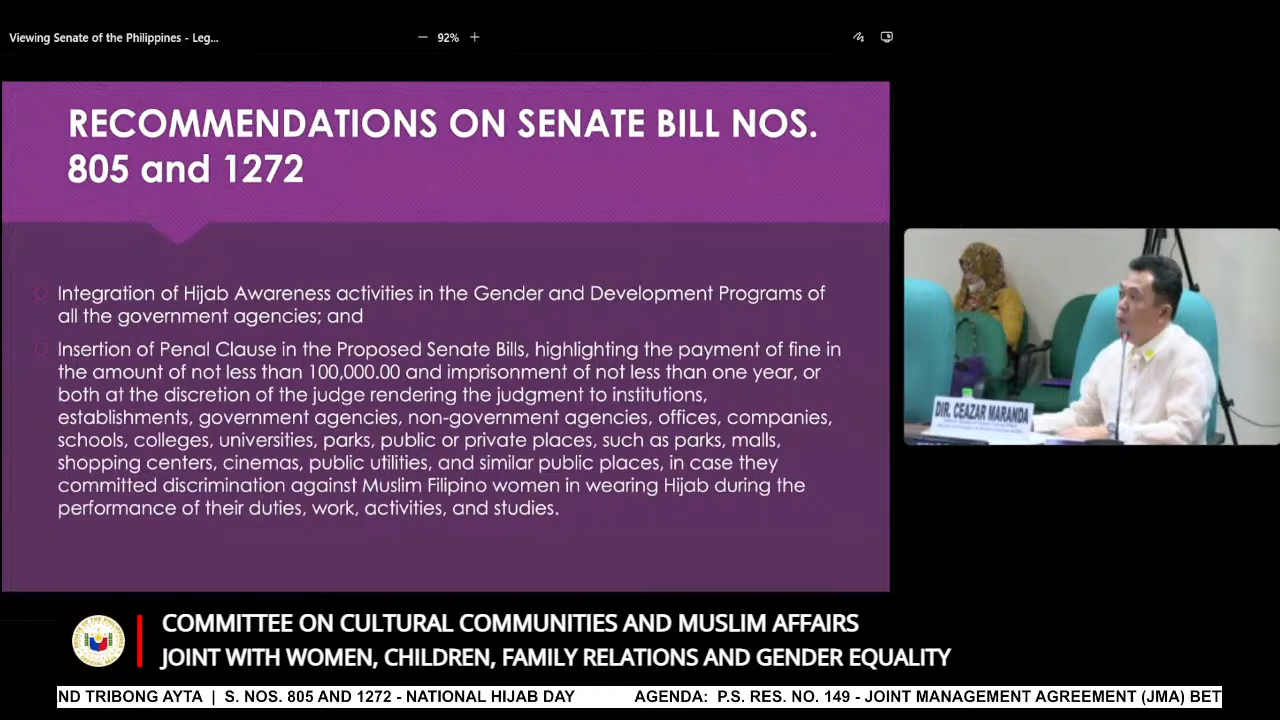 Viewing Senate of the Philippines - Leg...
92%
RECOMMENDATIONS ON SENATE BILL NOS.
805 and 1272
Integration of Hijab Awareness activities in the Gender and Development Programs of
all the government agencies; and
Insertion of Penal Clause in the Proposed Senate Bills, highlighting the payment of fine in
the amount of not less than 100,000.00 and imprisonment of not less than one year, or
both at the discretion of the judge rendering the judgment to institutions,
establishments, government agencies, non-government agencies, offices, companies,
schools, colleges, universities, parks, public or private places, such as parks, malls,
shopping centers, cinemas, public utilities, and similar public places, in case they
committed discrimination against Muslim Filipino women in wearing Hijab during the
performance of their duties, work, activities, and studies.
DIR. CEAZAR MARANDA
COMMITTEE ON CULTURAL COMMUNITIES AND MUSLIM AFFAIRS
JOINT WITH WOMEN, CHILDREN, FAMILY RELATIONS AND GENDER EQUALITY
ND TRIBONG AYTA | S. NOS. 805 AND 1272 - NATIONAL HIJAB DAY AGENDA: P.S. RES. NO. 149 - JOINT MANAGEMENT AGREEMENT (JMA) BET